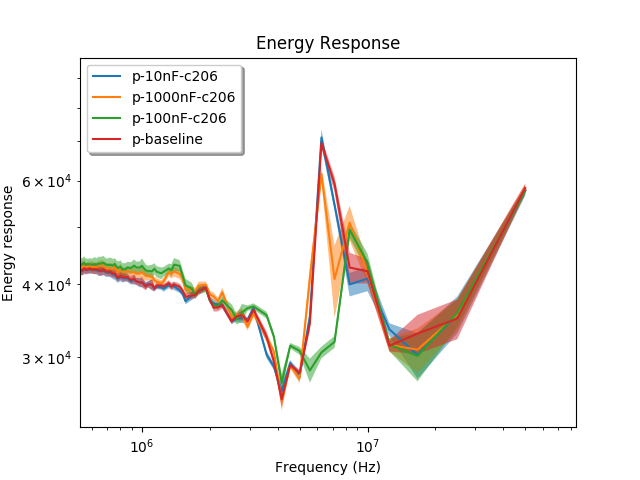 Energy Response
p-10nF-c206
p-1000nF-c206
p-100nF-c206
p-baseline
6 × 10⁴
4 × 10⁴
3 × 10⁴
Energy response
10⁶
10⁷
Frequency (Hz)